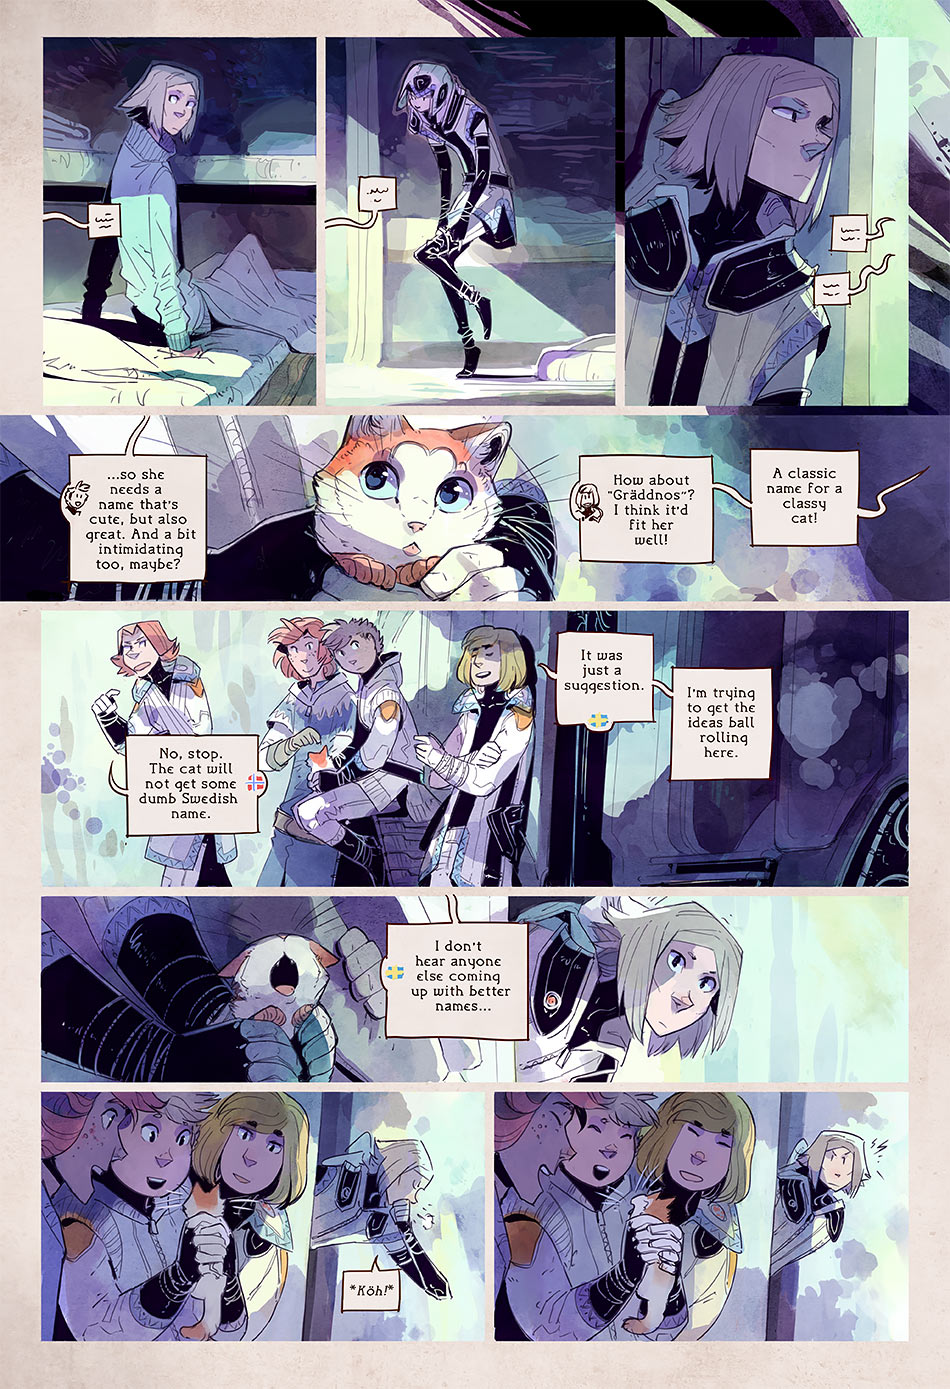 ...so she
needs a
name that's
cute, but also
great. And a bit
intimidating
too, maybe?
How about
"Gräddnos"?
I think it'd
fit her
well!
A classic
name for a
classy
cat!
It was
just a
suggestion.
I'm trying
to get the
ideas ball
rolling
here.
No, stop.
The cat will
not get some
dumb Swedish
name.
I don't
hear anyone
else coming
up with better
names...
*Köh!*